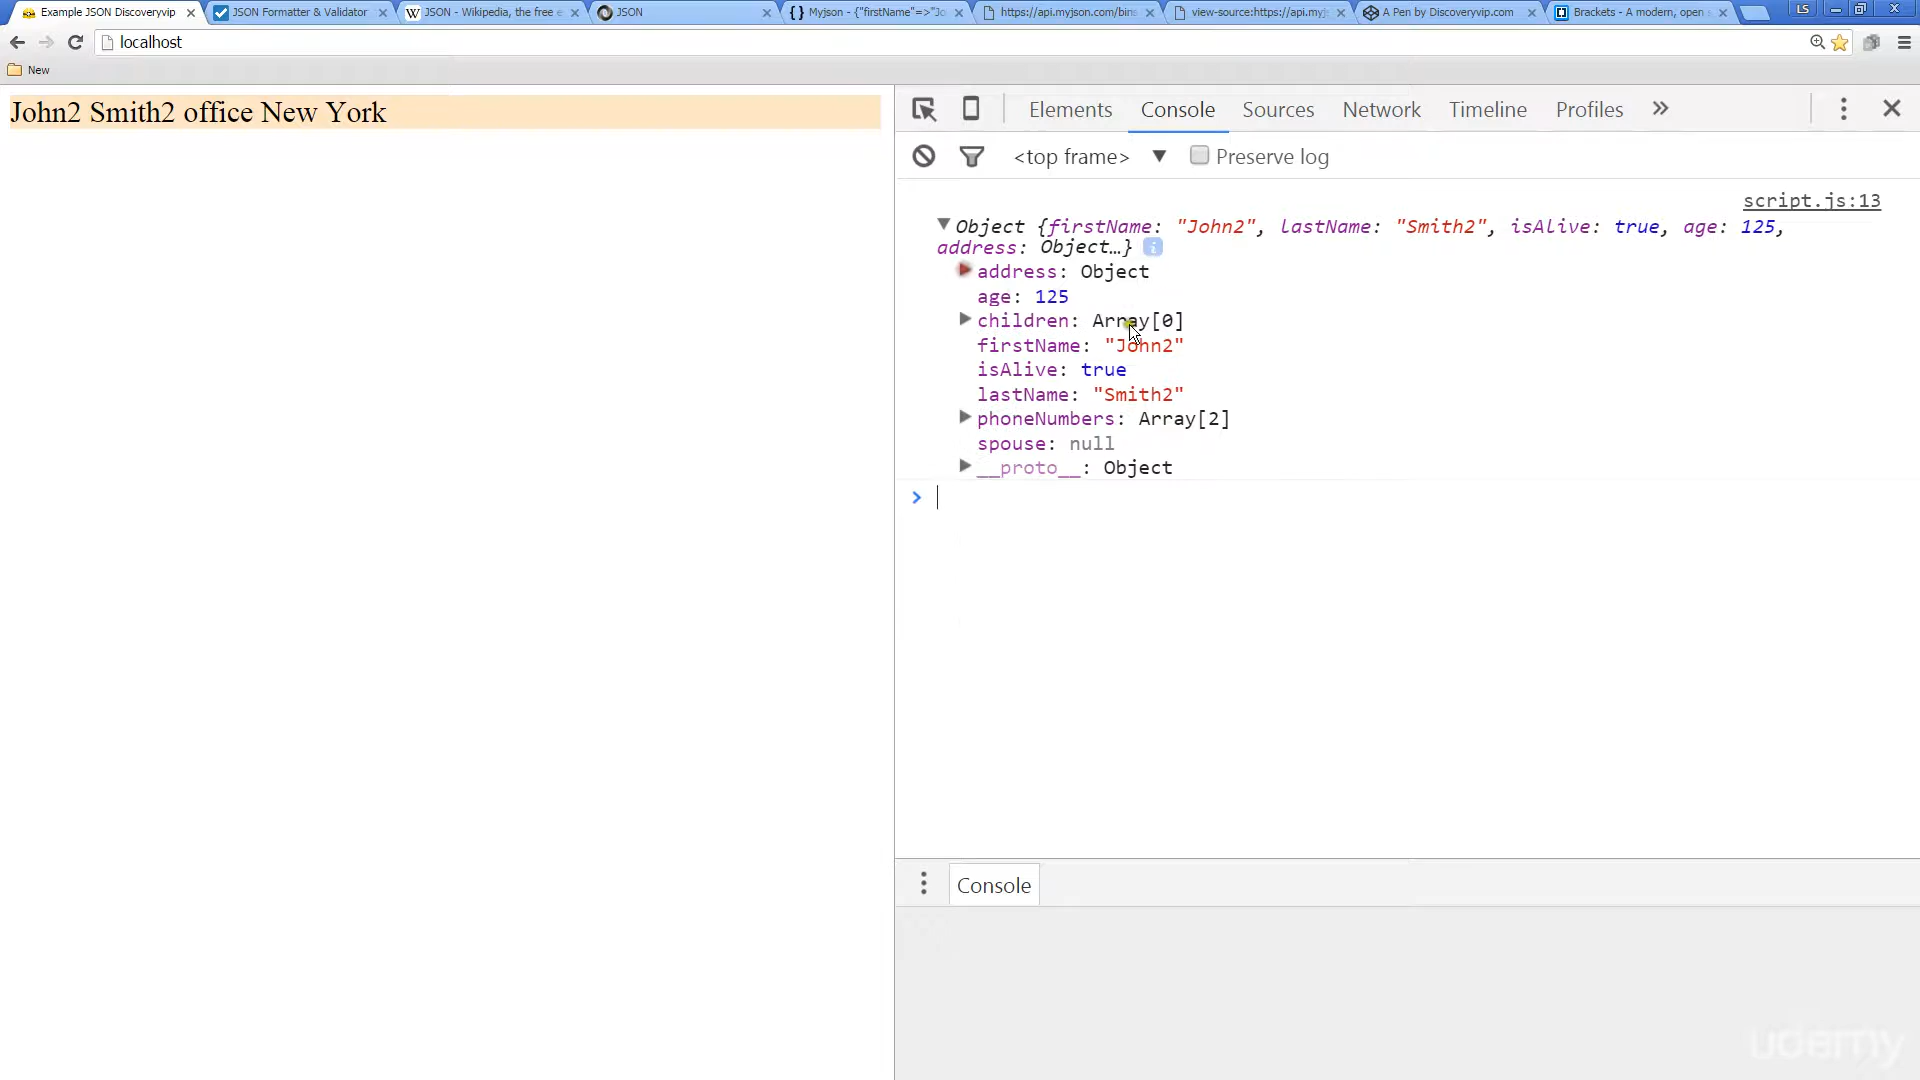 Example JSON Discoveryvip
JSON Formatter & Validator
W JSON - Wikipedia, the free e
JSON
{ } Myjson - {"firstName"=>"Jo
https://api.myjson.com/bins
view-source:https://api.myj
A Pen by Discoveryvip.com
Brackets - A modern, open
LS
localhost
New
John2 Smith2 office New York
Elements Console Sources Network Timeline Profiles »
<top frame> ▼ Preserve log
script.js:13
▼ Object {firstName: "John2", lastName: "Smith2", isAlive: true, age: 125,
address: Object…} i
▶ address: Object
age: 125
▶ children: Array[0]
firstName: "John2"
isAlive: true
lastName: "Smith2"
▶ phoneNumbers: Array[2]
spouse: null
▶ __proto__: Object
>
Console
udemy